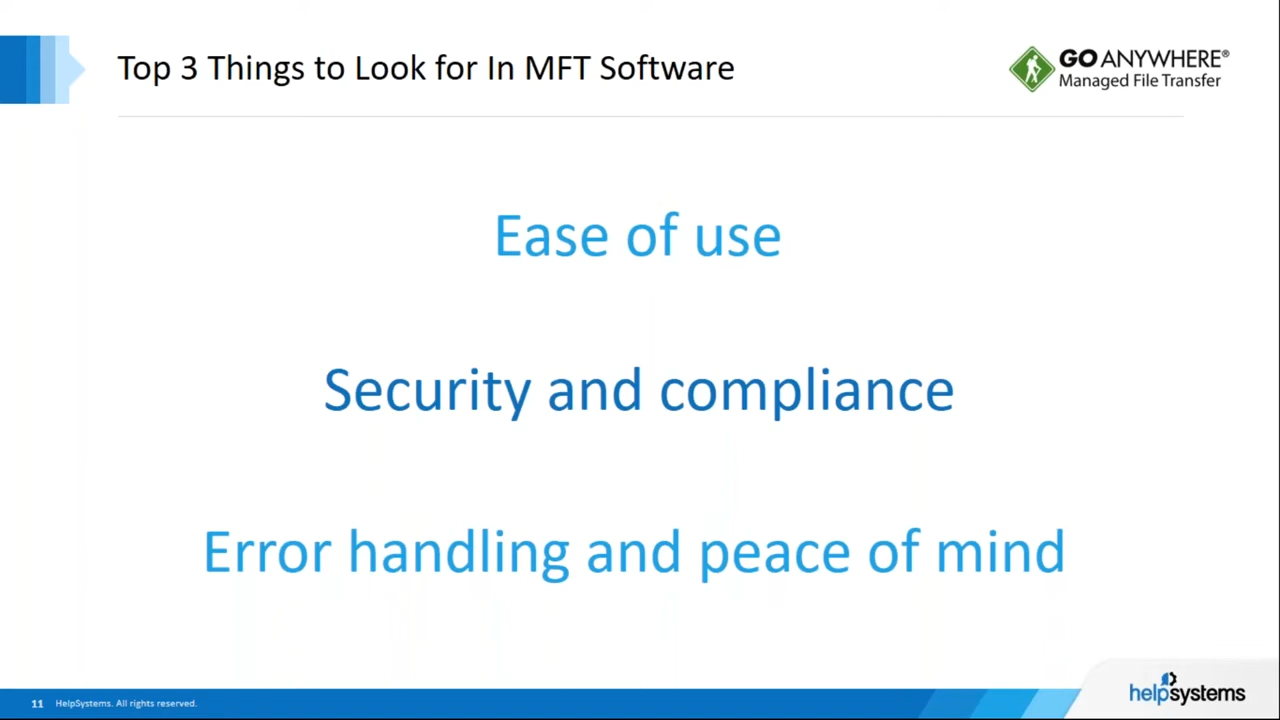 Top 3 Things to Look for In MFT Software
GO ANYWHERE®
Managed File Transfer
Ease of use
Security and compliance
Error handling and peace of mind
11 HelpSystems. All rights reserved.
helpsystems